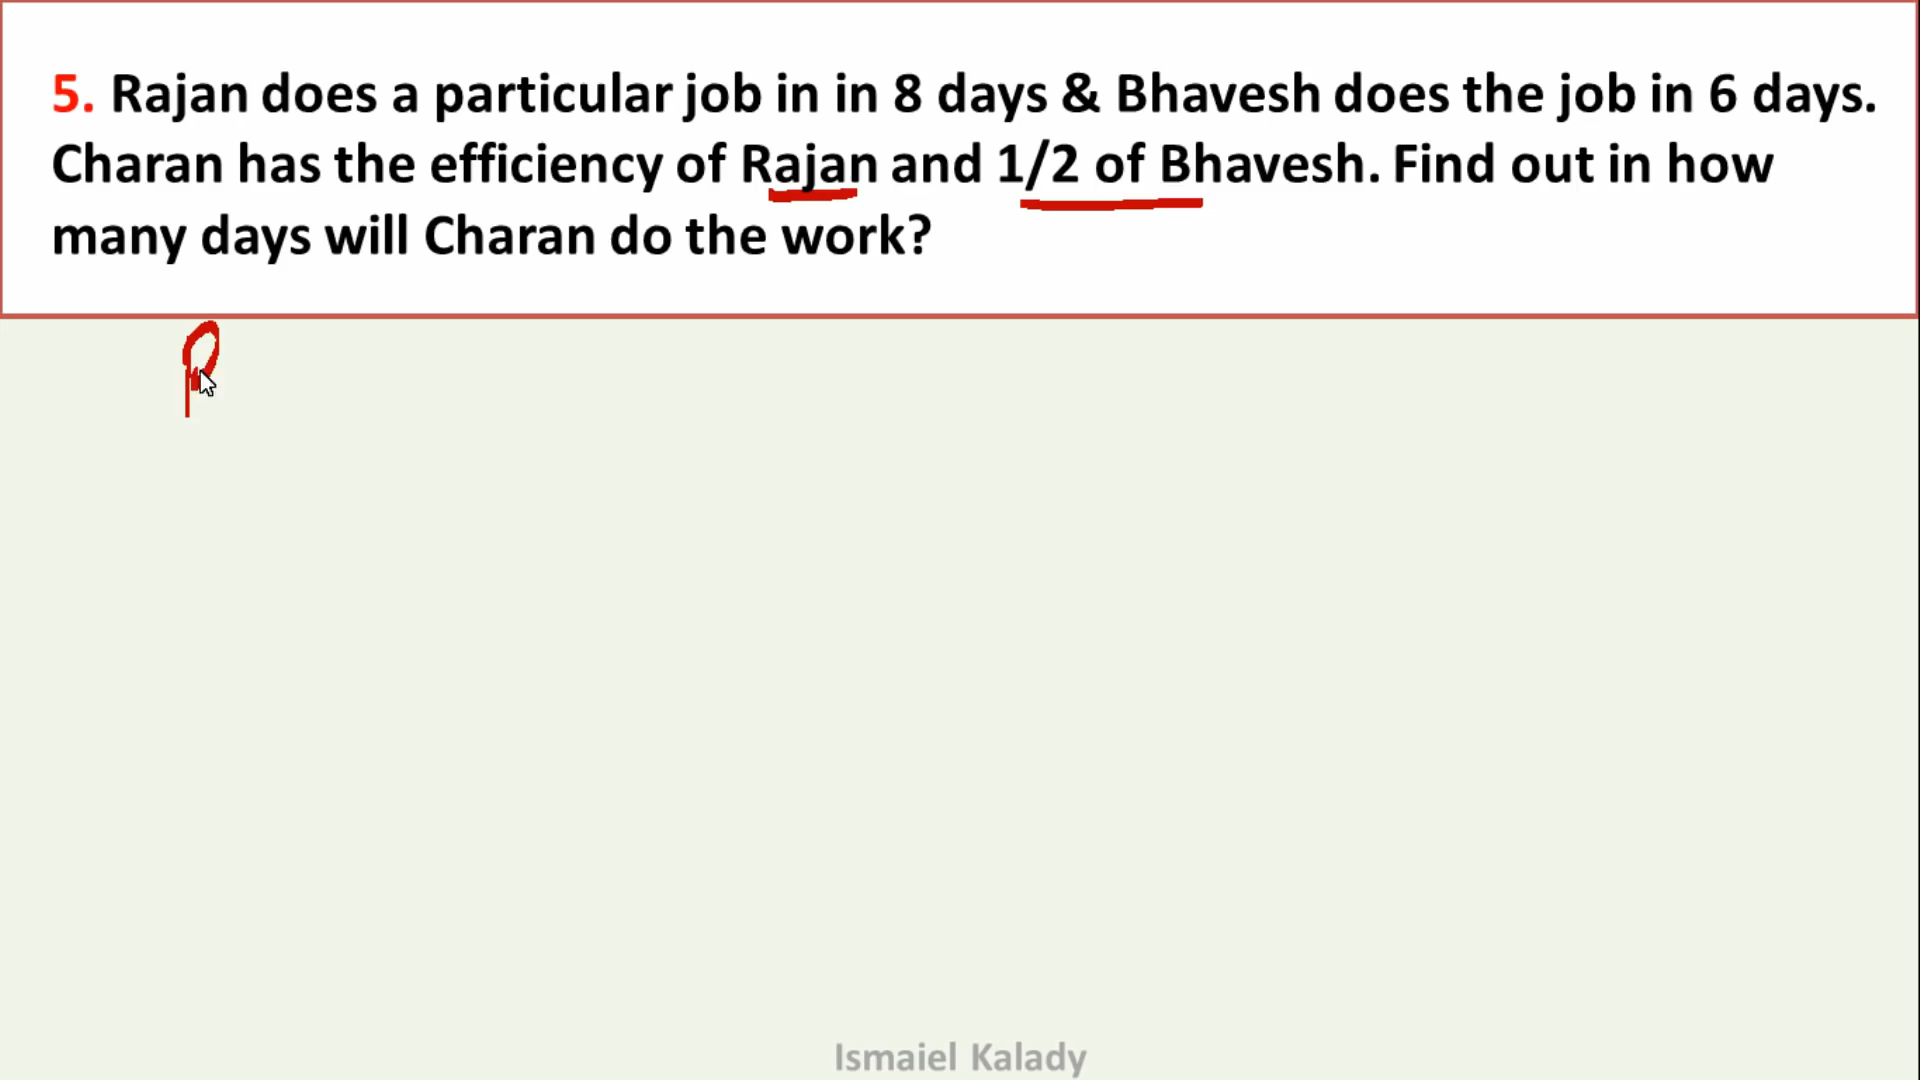 5. Rajan does a particular job in in 8 days & Bhavesh does the job in 6 days.
Charan has the efficiency of Rajan and 1/2 of Bhavesh. Find out in how
many days will Charan do the work?
Ismaiel Kalady